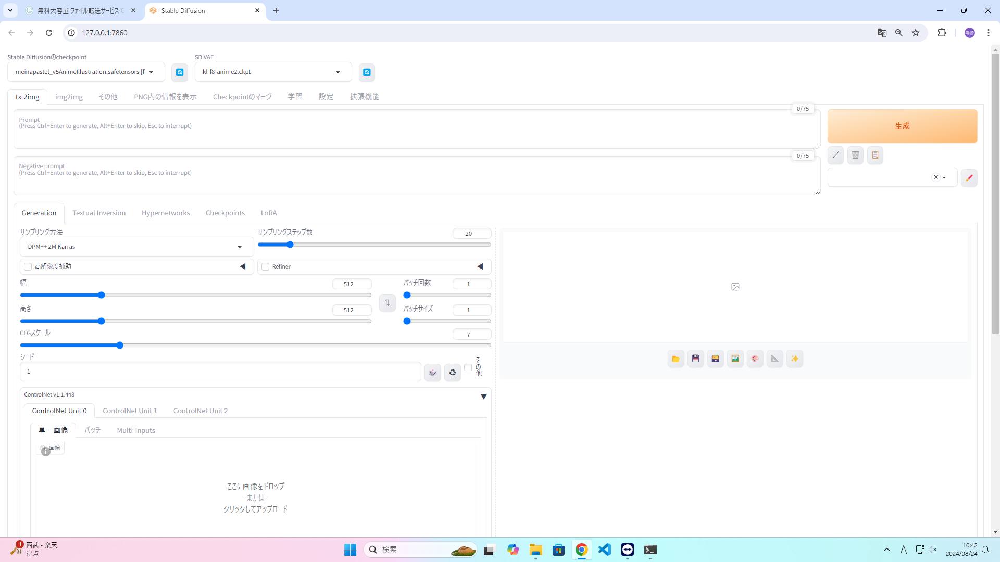 無料大容量 ファイル転送サービス G
Stable Diffusion
127.0.0.1:7860
陽音
Stable Diffusionのcheckpoint
SD VAE
meinapastel_v5AnimeIllustration.safetensors [f
kl-f8-anime2.ckpt
txt2img
img2img
その他
PNG内の情報を表示
Checkpointのマージ
学習
設定
拡張機能
0/75
Prompt
(Press Ctrl+Enter to generate, Alt+Enter to skip, Esc to interrupt)
生成
0/75
Negative prompt
(Press Ctrl+Enter to generate, Alt+Enter to skip, Esc to interrupt)
Generation
Textual Inversion
Hypernetworks
Checkpoints
LoRA
サンプリング方法
DPM++ 2M Karras
サンプリングステップ数
20
高解像度補助
Refiner
幅
512
バッチ回数
1
高さ
512
バッチサイズ
1
CFGスケール
7
シード
-1
その他
ControlNet v1.1.448
ControlNet Unit 0
ControlNet Unit 1
ControlNet Unit 2
単一画像
バッチ
Multi-Inputs
画像
ここに画像をドロップ
- または -
クリックしてアップロード
1
西武 - 楽天
得点
検索
A
10:42
2024/08/24